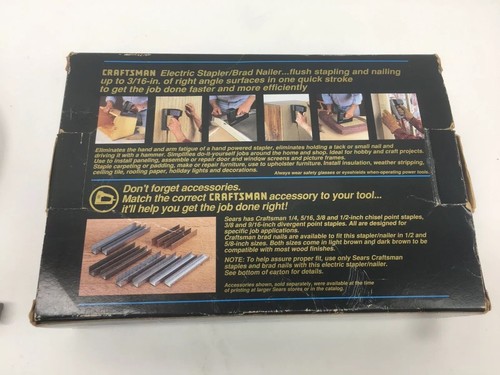 CRAFTSMAN Electric Stapler/Brad Nailer...flush stapling and nailing
up to 3/16-in. of right angle surfaces in one quick stroke
to get the job done faster and more efficiently
Eliminates the hand and arm fatigue of a hand powered stapler, eliminates holding a tack or small nail and
driving it with a hammer. Simplifies do-it-yourself jobs around the home and shop. Ideal for hobby and craft projects.
Use to install paneling, assemble or repair door and window screens and picture frames.
Staple carpeting or padding, make or repair furniture, use to upholster furniture. Install insulation, weather stripping,
ceiling tile, roofing paper, holiday lights and decorations.
Always wear safety glasses or eyeshields when operating power tools.
Don't forget accessories.
Match the correct CRAFTSMAN accessory to your tool...
it'll help you get the job done right!
Sears has Craftsman 1/4, 5/16, 3/8 and 1/2-inch chisel point staples,
3/8 and 9/16-inch divergent point staples. All are designed for
specific job applications.
Craftsman brad nails are available to fit this stapler/nailer in 1/2 and
5/8-inch sizes. Both sizes come in light brown and dark brown to be
compatible with most wood finishes.
NOTE: To help assure proper fit, use only Sears Craftsman
staples and brad nails with this electric stapler/nailer.
See bottom of carton for details.
Accessories shown, sold separately, were available at the time
of printing at larger Sears stores or in the catalog.